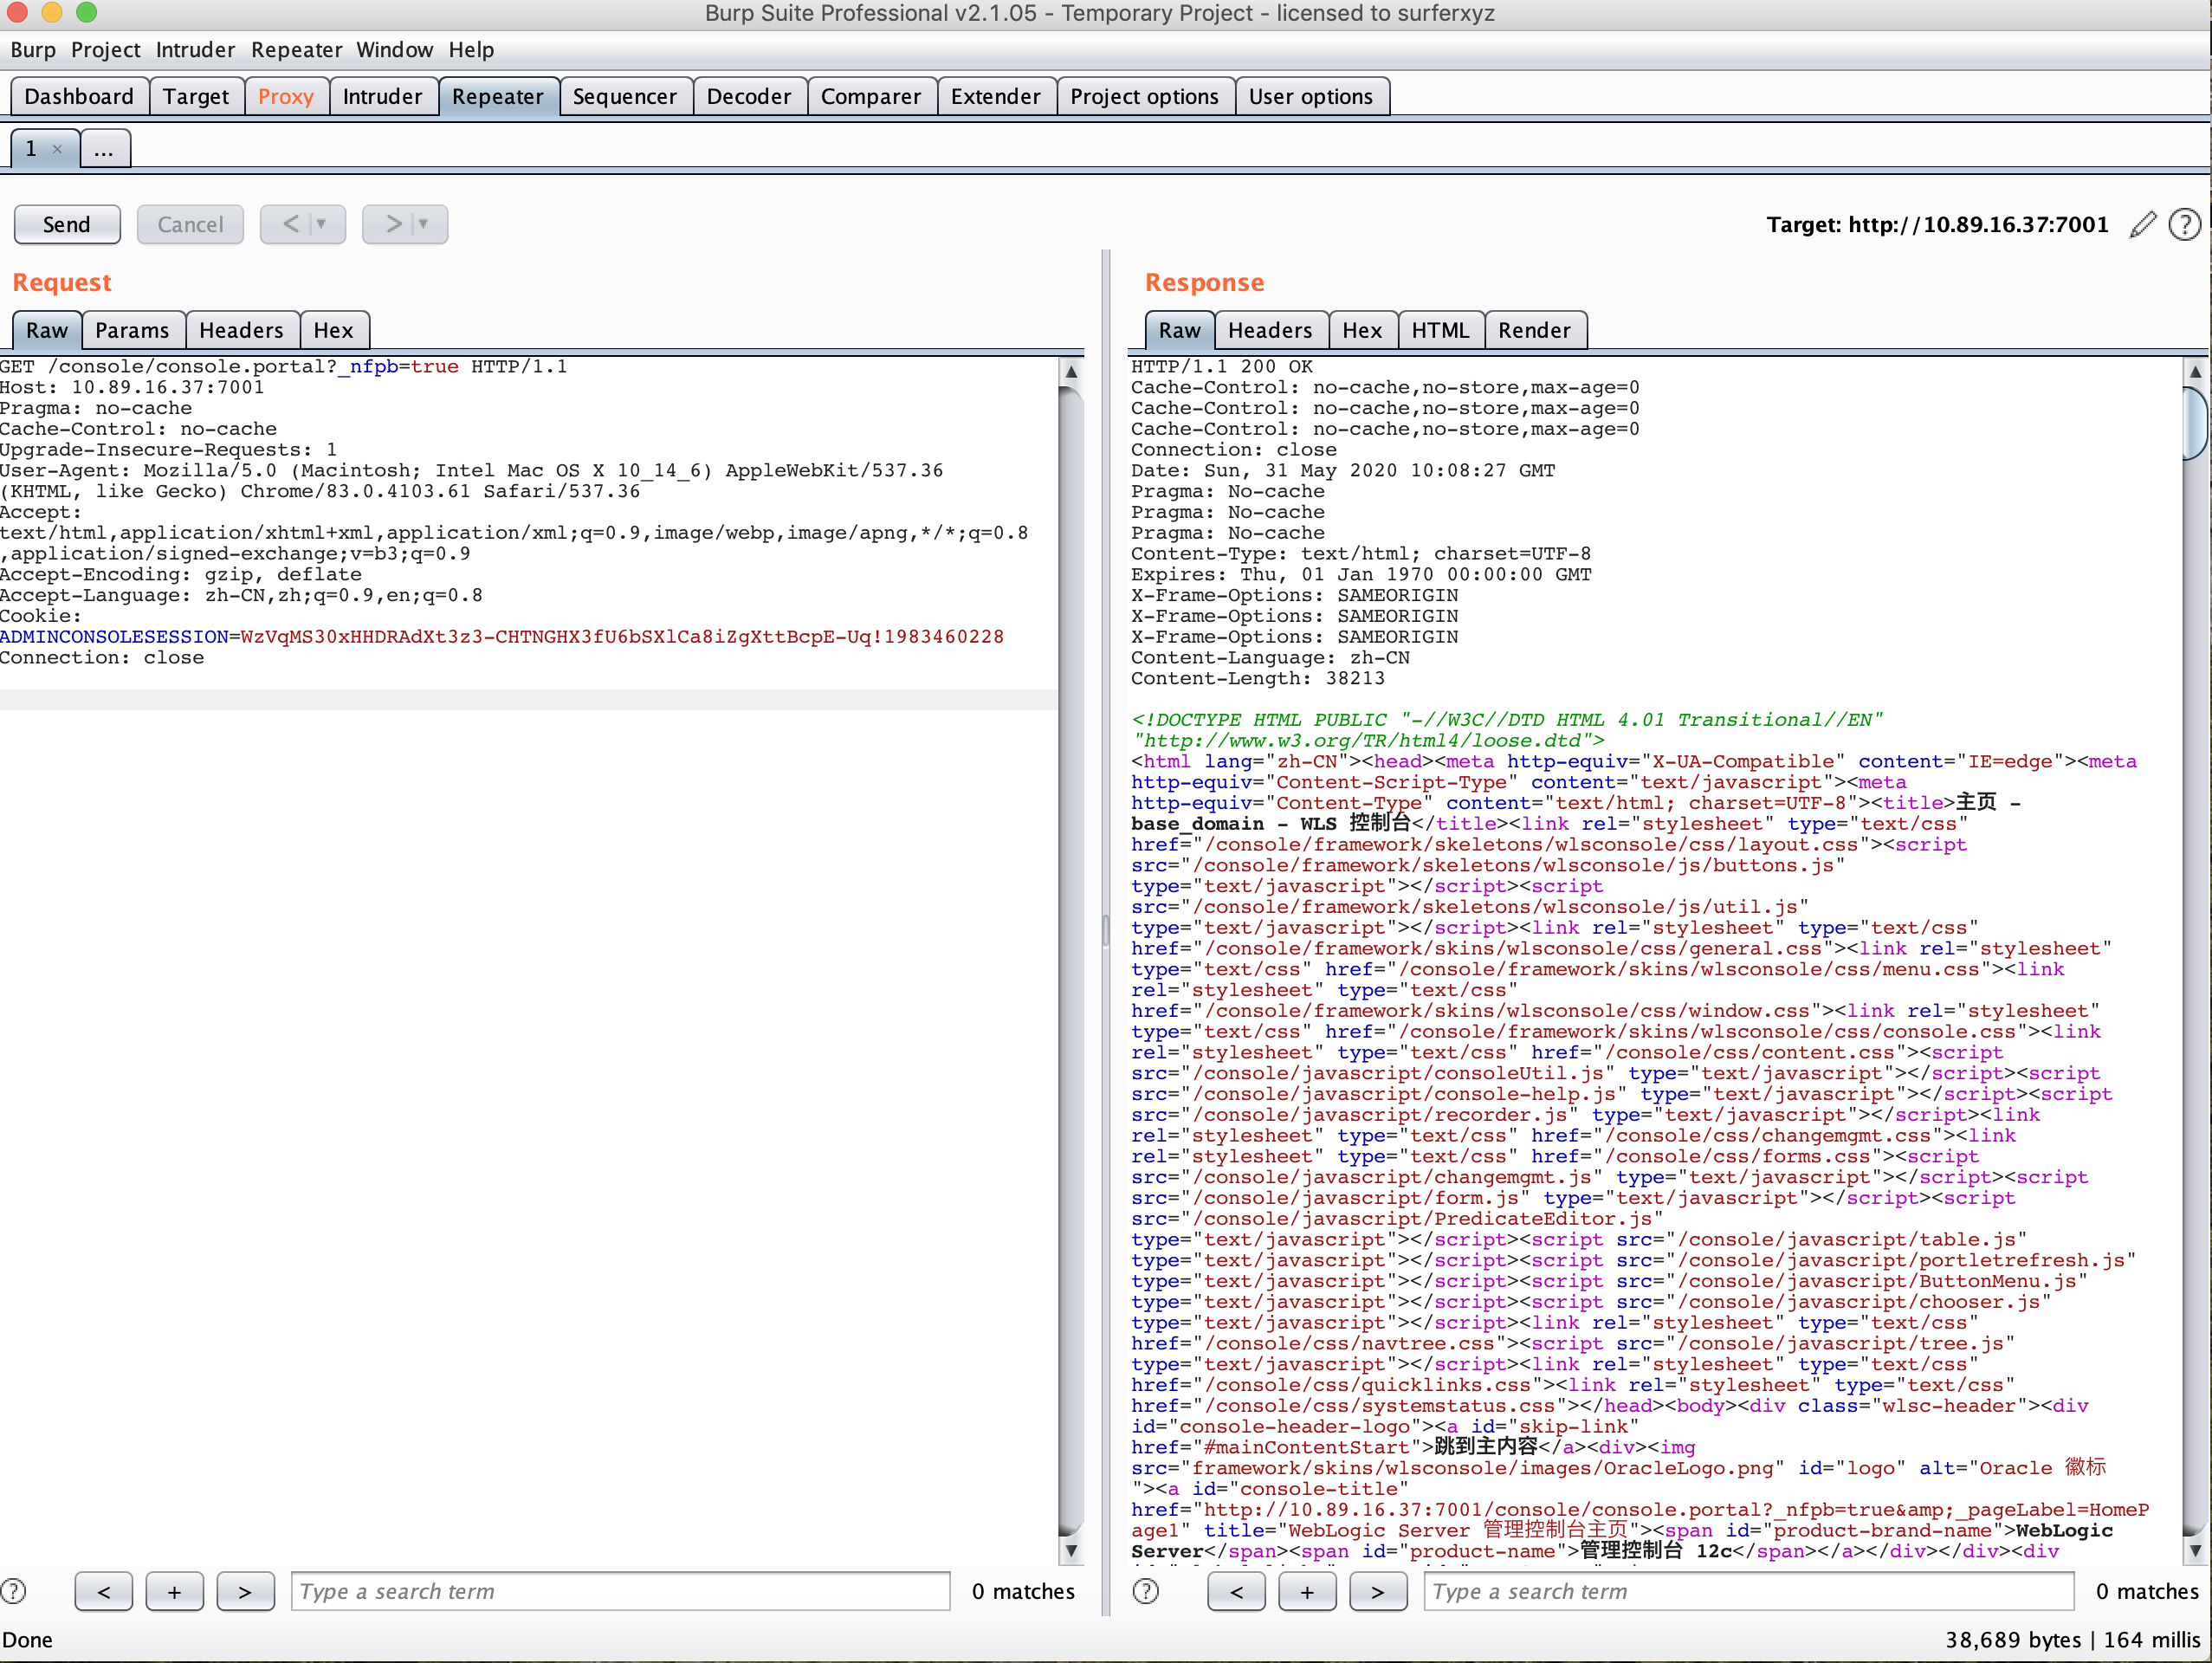 Burp Suite Professional v2.1.05 - Temporary Project - licensed to surferxyz
Burp Project Intruder Repeater Window Help
Dashboard Target Proxy Intruder Repeater Sequencer Decoder Comparer Extender Project options User options
1 × ...
Send Cancel < > Target: http://10.89.16.37:7001 ?
Request
Raw Params Headers Hex
GET /console/console.portal?_nfpb=true HTTP/1.1
Host: 10.89.16.37:7001
Pragma: no-cache
Cache-Control: no-cache
Upgrade-Insecure-Requests: 1
User-Agent: Mozilla/5.0 (Macintosh; Intel Mac OS X 10_14_6) AppleWebKit/537.36
(KHTML, like Gecko) Chrome/83.0.4103.61 Safari/537.36
Accept:
text/html,application/xhtml+xml,application/xml;q=0.9,image/webp,image/apng,*/*;q=0.8
,application/signed-exchange;v=b3;q=0.9
Accept-Encoding: gzip, deflate
Accept-Language: zh-CN,zh;q=0.9,en;q=0.8
Cookie:
ADMINCONSOLESESSION=WzVqMS30xHHDRAdXt3z3-CHTNGHX3fU6bSXlCa8iZgXttBcpE-Uq!1983460228
Connection: close
? < + > Type a search term 0 matches
Response
Raw Headers Hex HTML Render
HTTP/1.1 200 OK
Cache-Control: no-cache,no-store,max-age=0
Cache-Control: no-cache,no-store,max-age=0
Cache-Control: no-cache,no-store,max-age=0
Connection: close
Date: Sun, 31 May 2020 10:08:27 GMT
Pragma: No-cache
Pragma: No-cache
Pragma: No-cache
Content-Type: text/html; charset=UTF-8
Expires: Thu, 01 Jan 1970 00:00:00 GMT
X-Frame-Options: SAMEORIGIN
X-Frame-Options: SAMEORIGIN
X-Frame-Options: SAMEORIGIN
Content-Language: zh-CN
Content-Length: 38213
<!DOCTYPE HTML PUBLIC "-//W3C//DTD HTML 4.01 Transitional//EN"
"http://www.w3.org/TR/html4/loose.dtd">
<html lang="zh-CN"><head><meta http-equiv="X-UA-Compatible" content="IE=edge"><meta
http-equiv="Content-Script-Type" content="text/javascript"><meta
http-equiv="Content-Type" content="text/html; charset=UTF-8"><title>主页 -
base_domain - WLS 控制台</title><link rel="stylesheet" type="text/css"
href="/console/framework/skeletons/wlsconsole/css/layout.css"><script
src="/console/framework/skeletons/wlsconsole/js/buttons.js"
type="text/javascript"></script><script
src="/console/framework/skeletons/wlsconsole/js/util.js"
type="text/javascript"></script><link rel="stylesheet" type="text/css"
href="/console/framework/skins/wlsconsole/css/general.css"><link rel="stylesheet"
type="text/css" href="/console/framework/skins/wlsconsole/css/menu.css"><link
rel="stylesheet" type="text/css"
href="/console/framework/skins/wlsconsole/css/window.css"><link rel="stylesheet"
type="text/css" href="/console/framework/skins/wlsconsole/css/console.css"><link
rel="stylesheet" type="text/css" href="/console/css/content.css"><script
src="/console/javascript/consoleUtil.js" type="text/javascript"></script><script
src="/console/javascript/console-help.js" type="text/javascript"></script><script
src="/console/javascript/recorder.js" type="text/javascript"></script><link
rel="stylesheet" type="text/css" href="/console/css/changemgmt.css"><link
rel="stylesheet" type="text/css" href="/console/css/forms.css"><script
src="/console/javascript/changemgmt.js" type="text/javascript"></script><script
src="/console/javascript/form.js" type="text/javascript"></script><script
src="/console/javascript/PredicateEditor.js"
type="text/javascript"></script><script src="/console/javascript/table.js"
type="text/javascript"></script><script src="/console/javascript/portletrefresh.js"
type="text/javascript"></script><script src="/console/javascript/ButtonMenu.js"
type="text/javascript"></script><script src="/console/javascript/chooser.js"
type="text/javascript"></script><link rel="stylesheet" type="text/css"
href="/console/css/navtree.css"><script src="/console/javascript/tree.js"
type="text/javascript"></script><link rel="stylesheet" type="text/css"
href="/console/css/quicklinks.css"><link rel="stylesheet" type="text/css"
href="/console/css/systemstatus.css"></head><body><div class="wlsc-header"><div
id="console-header-logo"><a id="skip-link"
href="#mainContentStart">跳到主内容</a><div><img
src="framework/skins/wlsconsole/images/OracleLogo.png" id="logo" alt="Oracle 徽标
"><a id="console-title"
href="http://10.89.16.37:7001/console/console.portal?_nfpb=true&amp;_pageLabel=HomeP
age1" title="WebLogic Server 管理控制台主页"><span id="product-brand-name">WebLogic
Server</span><span id="product-name">管理控制台 12c</span></a></div></div><div
? < + > Type a search term 0 matches
Done 38,689 bytes | 164 millis